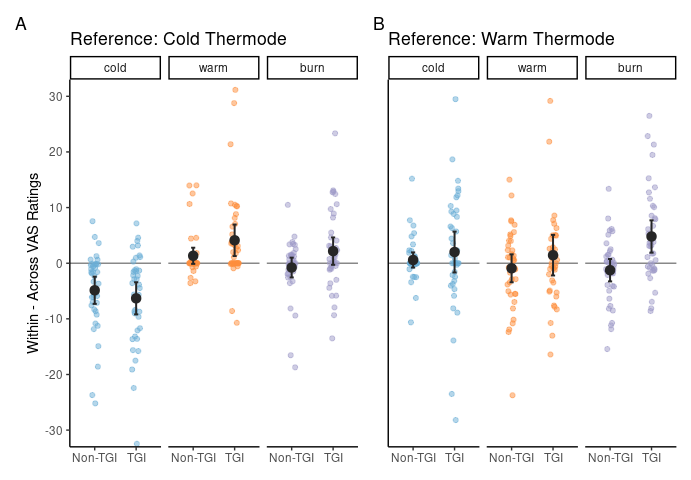 A
B
Reference: Cold Thermode
Reference: Warm Thermode
cold
warm
burn
cold
warm
burn
Within - Across VAS Ratings
30
20
10
0
-10
-20
-30
Non-TGI TGI
Non-TGI TGI
Non-TGI TGI
Non-TGI TGI
Non-TGI TGI
Non-TGI TGI